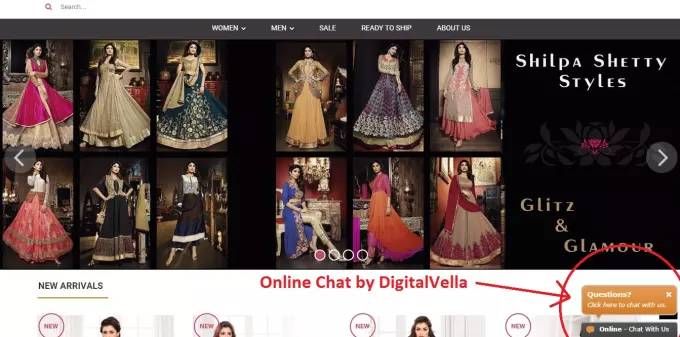 Search...
WOMEN MEN SALE READY TO SHIP ABOUT US
Shilpa Shetty
Styles
Glitz
&
Glamour
NEW ARRIVALS
Online Chat by DigitalVella
Questions?
Click here to chat with us.
Online - Chat With Us
NEW NEW NEW NEW